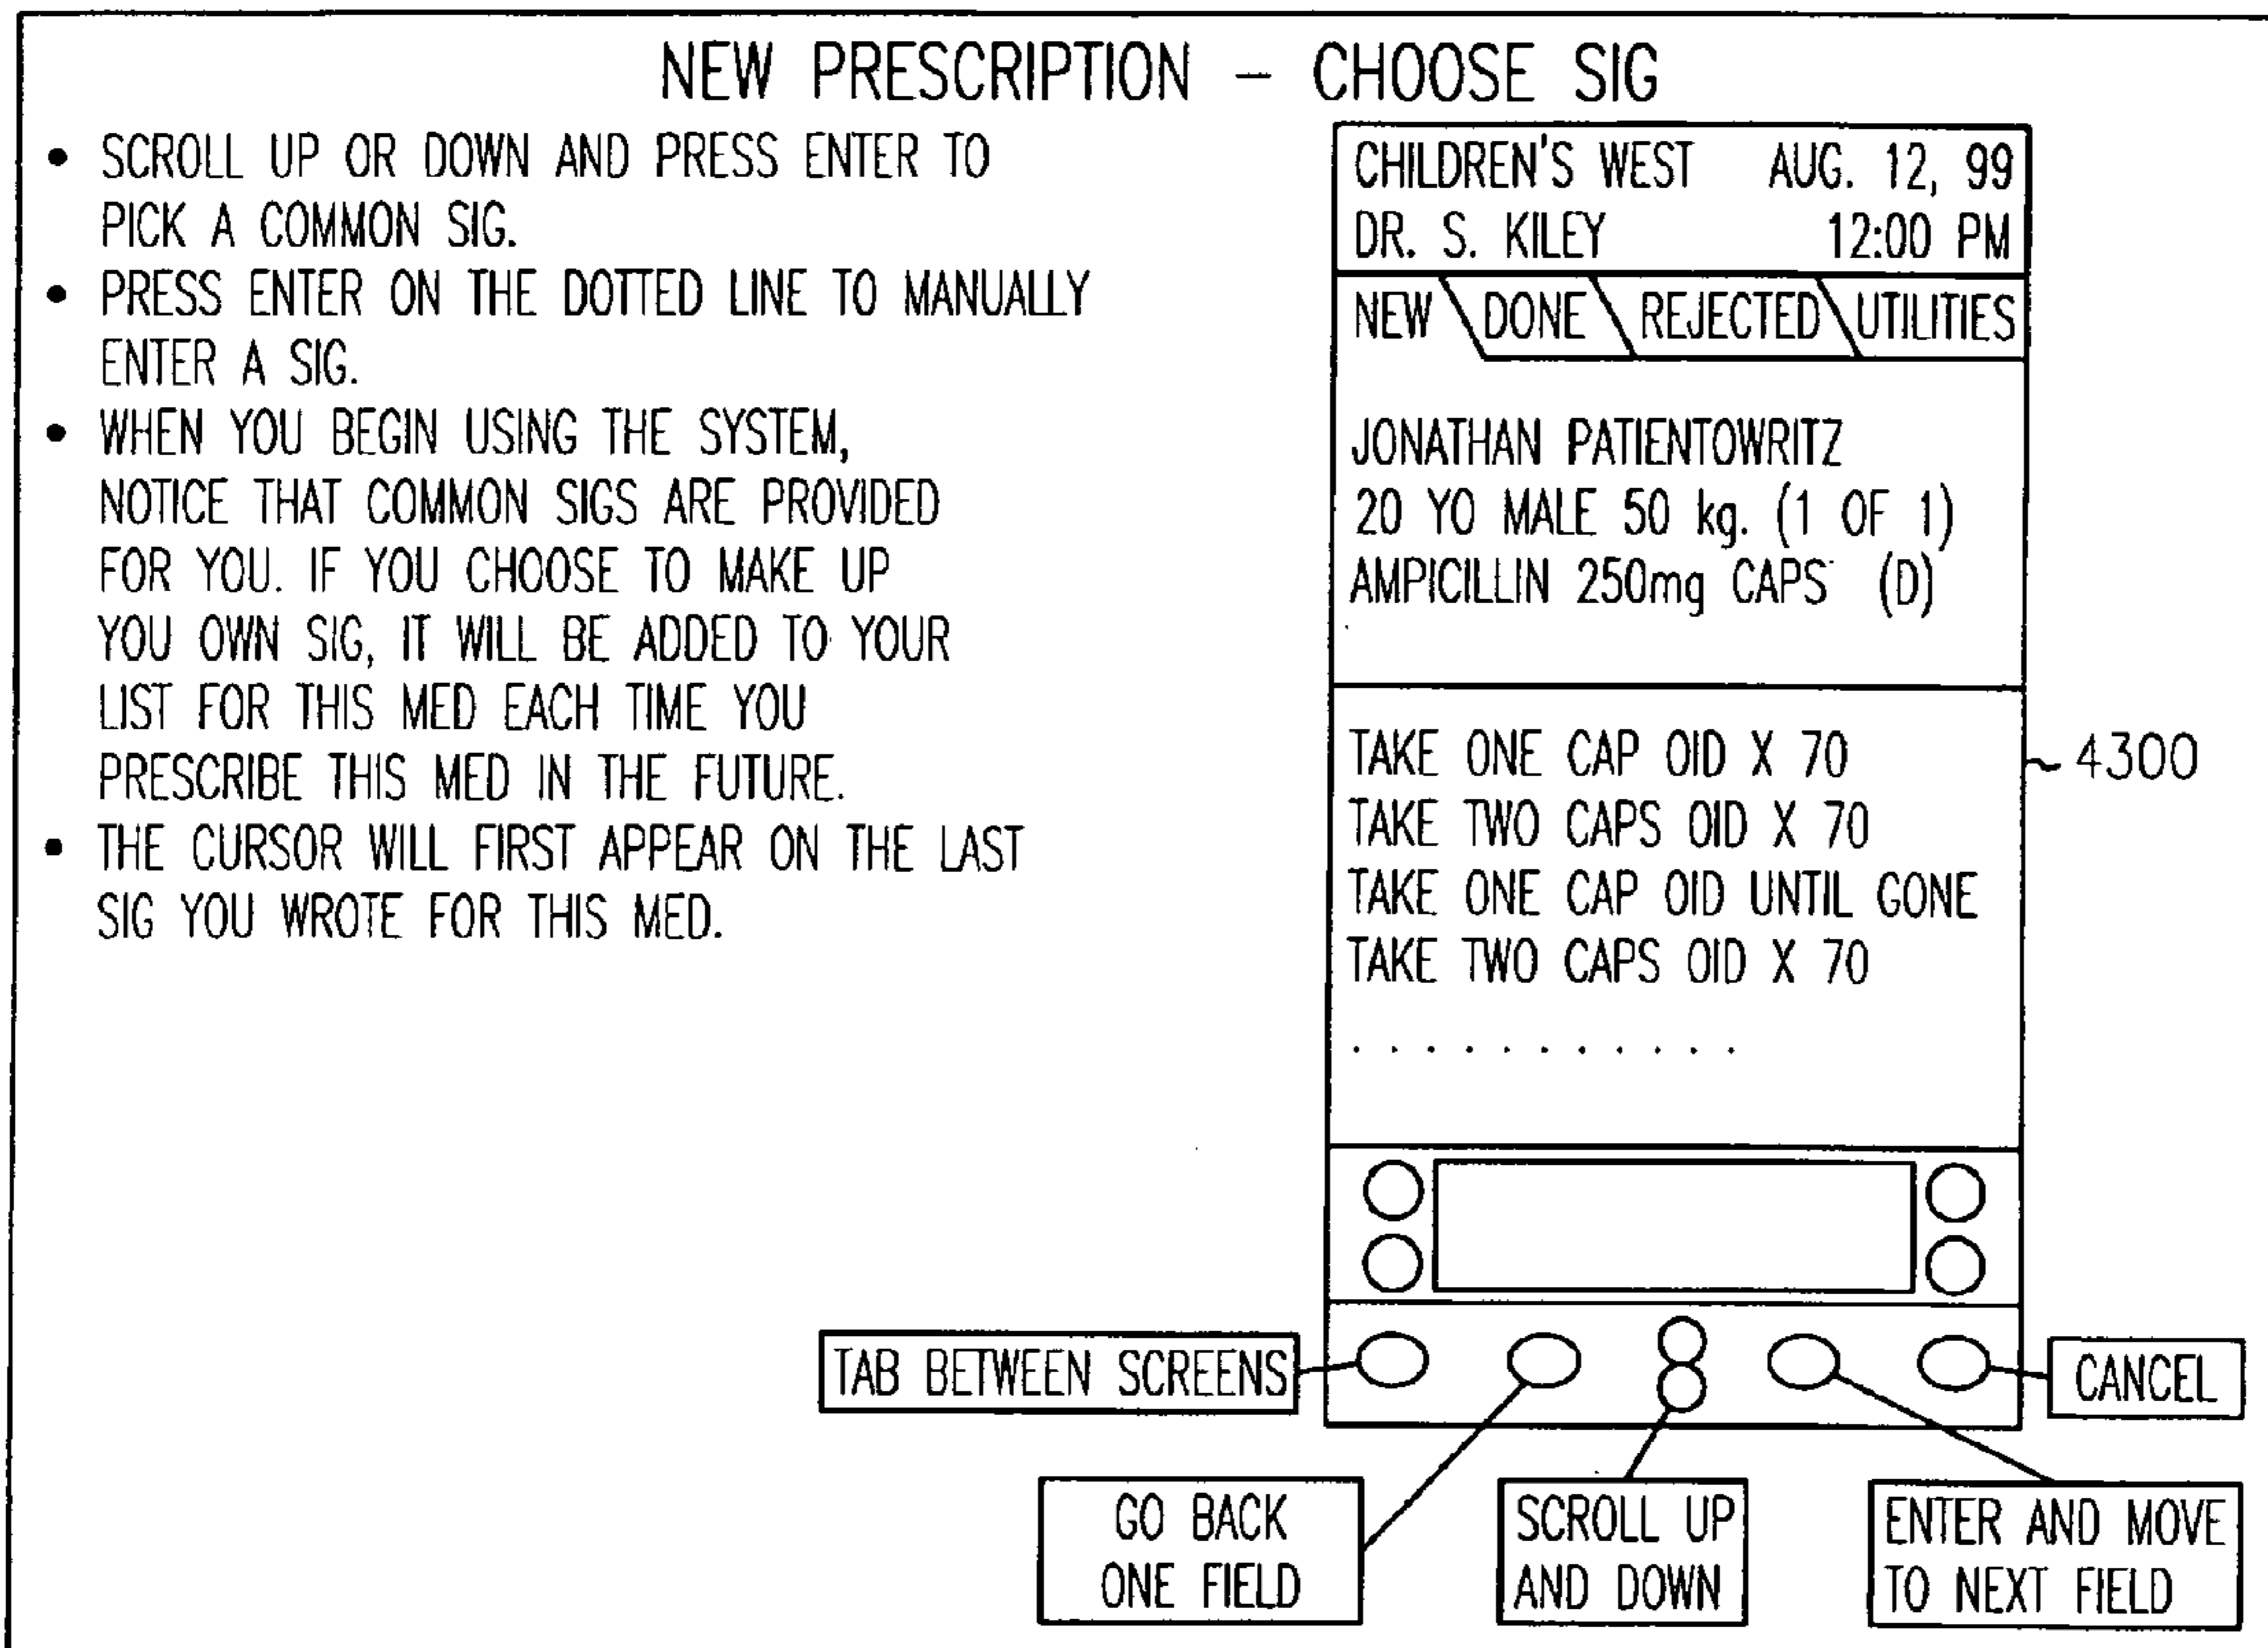 NEW PRESCRIPTION – CHOOSE SIG
• SCROLL UP OR DOWN AND PRESS ENTER TO
PICK A COMMON SIG.
• PRESS ENTER ON THE DOTTED LINE TO MANUALLY
ENTER A SIG.
• WHEN YOU BEGIN USING THE SYSTEM,
NOTICE THAT COMMON SIGS ARE PROVIDED
FOR YOU. IF YOU CHOOSE TO MAKE UP
YOU OWN SIG, IT WILL BE ADDED TO YOUR
LIST FOR THIS MED EACH TIME YOU
PRESCRIBE THIS MED IN THE FUTURE.
• THE CURSOR WILL FIRST APPEAR ON THE LAST
SIG YOU WROTE FOR THIS MED.
CHILDREN'S WEST AUG. 12, 99
DR. S. KILEY 12:00 PM
NEW DONE REJECTED UTILITIES
JONATHAN PATIENTOWRITZ
20 YO MALE 50 kg. (1 OF 1)
AMPICILLIN 250mg CAPS (D)
TAKE ONE CAP OID X 70
TAKE TWO CAPS OID X 70
TAKE ONE CAP OID UNTIL GONE
TAKE TWO CAPS OID X 70
. . . . . . . . . .
4300
TAB BETWEEN SCREENS
CANCEL
GO BACK
ONE FIELD
SCROLL UP
AND DOWN
ENTER AND MOVE
TO NEXT FIELD